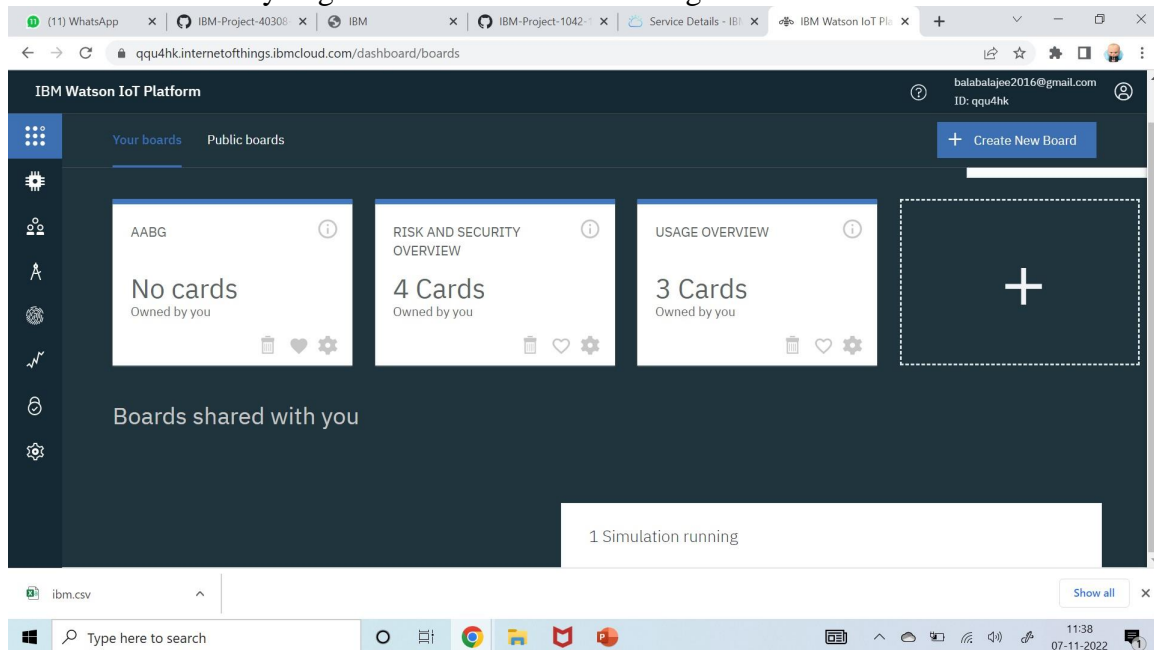 (11) WhatsApp
IBM-Project-40308-
IBM
IBM-Project-1042-1
Service Details - IB
IBM Watson IoT Pla
qqu4hk.internetofthings.ibmcloud.com/dashboard/boards
IBM Watson IoT Platform
balabalajee2016@gmail.com
ID: qqu4hk
Your boards
Public boards
Create New Board
AABG
No cards
Owned by you
RISK AND SECURITY
OVERVIEW
4 Cards
Owned by you
USAGE OVERVIEW
3 Cards
Owned by you
Boards shared with you
1 Simulation running
ibm.csv
Show all
Type here to search
11:38
07-11-2022
1